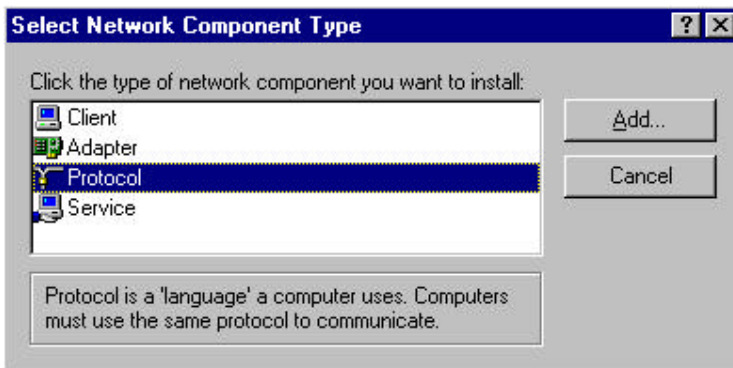 Select Network Component Type
Click the type of network component you want to install:
Client
Adapter
Protocol
Service
Add...
Cancel
Protocol is a 'language' a computer uses. Computers
must use the same protocol to communicate.